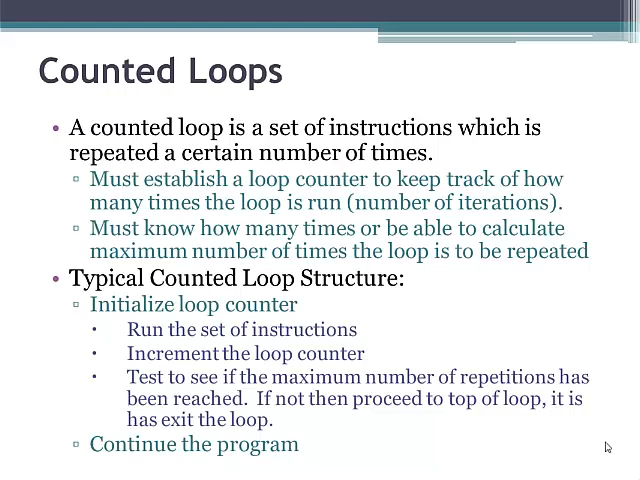 Counted Loops
• A counted loop is a set of instructions which is
repeated a certain number of times.
▫ Must establish a loop counter to keep track of how
many times the loop is run (number of iterations).
▫ Must know how many times or be able to calculate
maximum number of times the loop is to be repeated
• Typical Counted Loop Structure:
▫ Initialize loop counter
· Run the set of instructions
· Increment the loop counter
· Test to see if the maximum number of repetitions has
been reached.  If not then proceed to top of loop, it is
has exit the loop.
▫ Continue the program